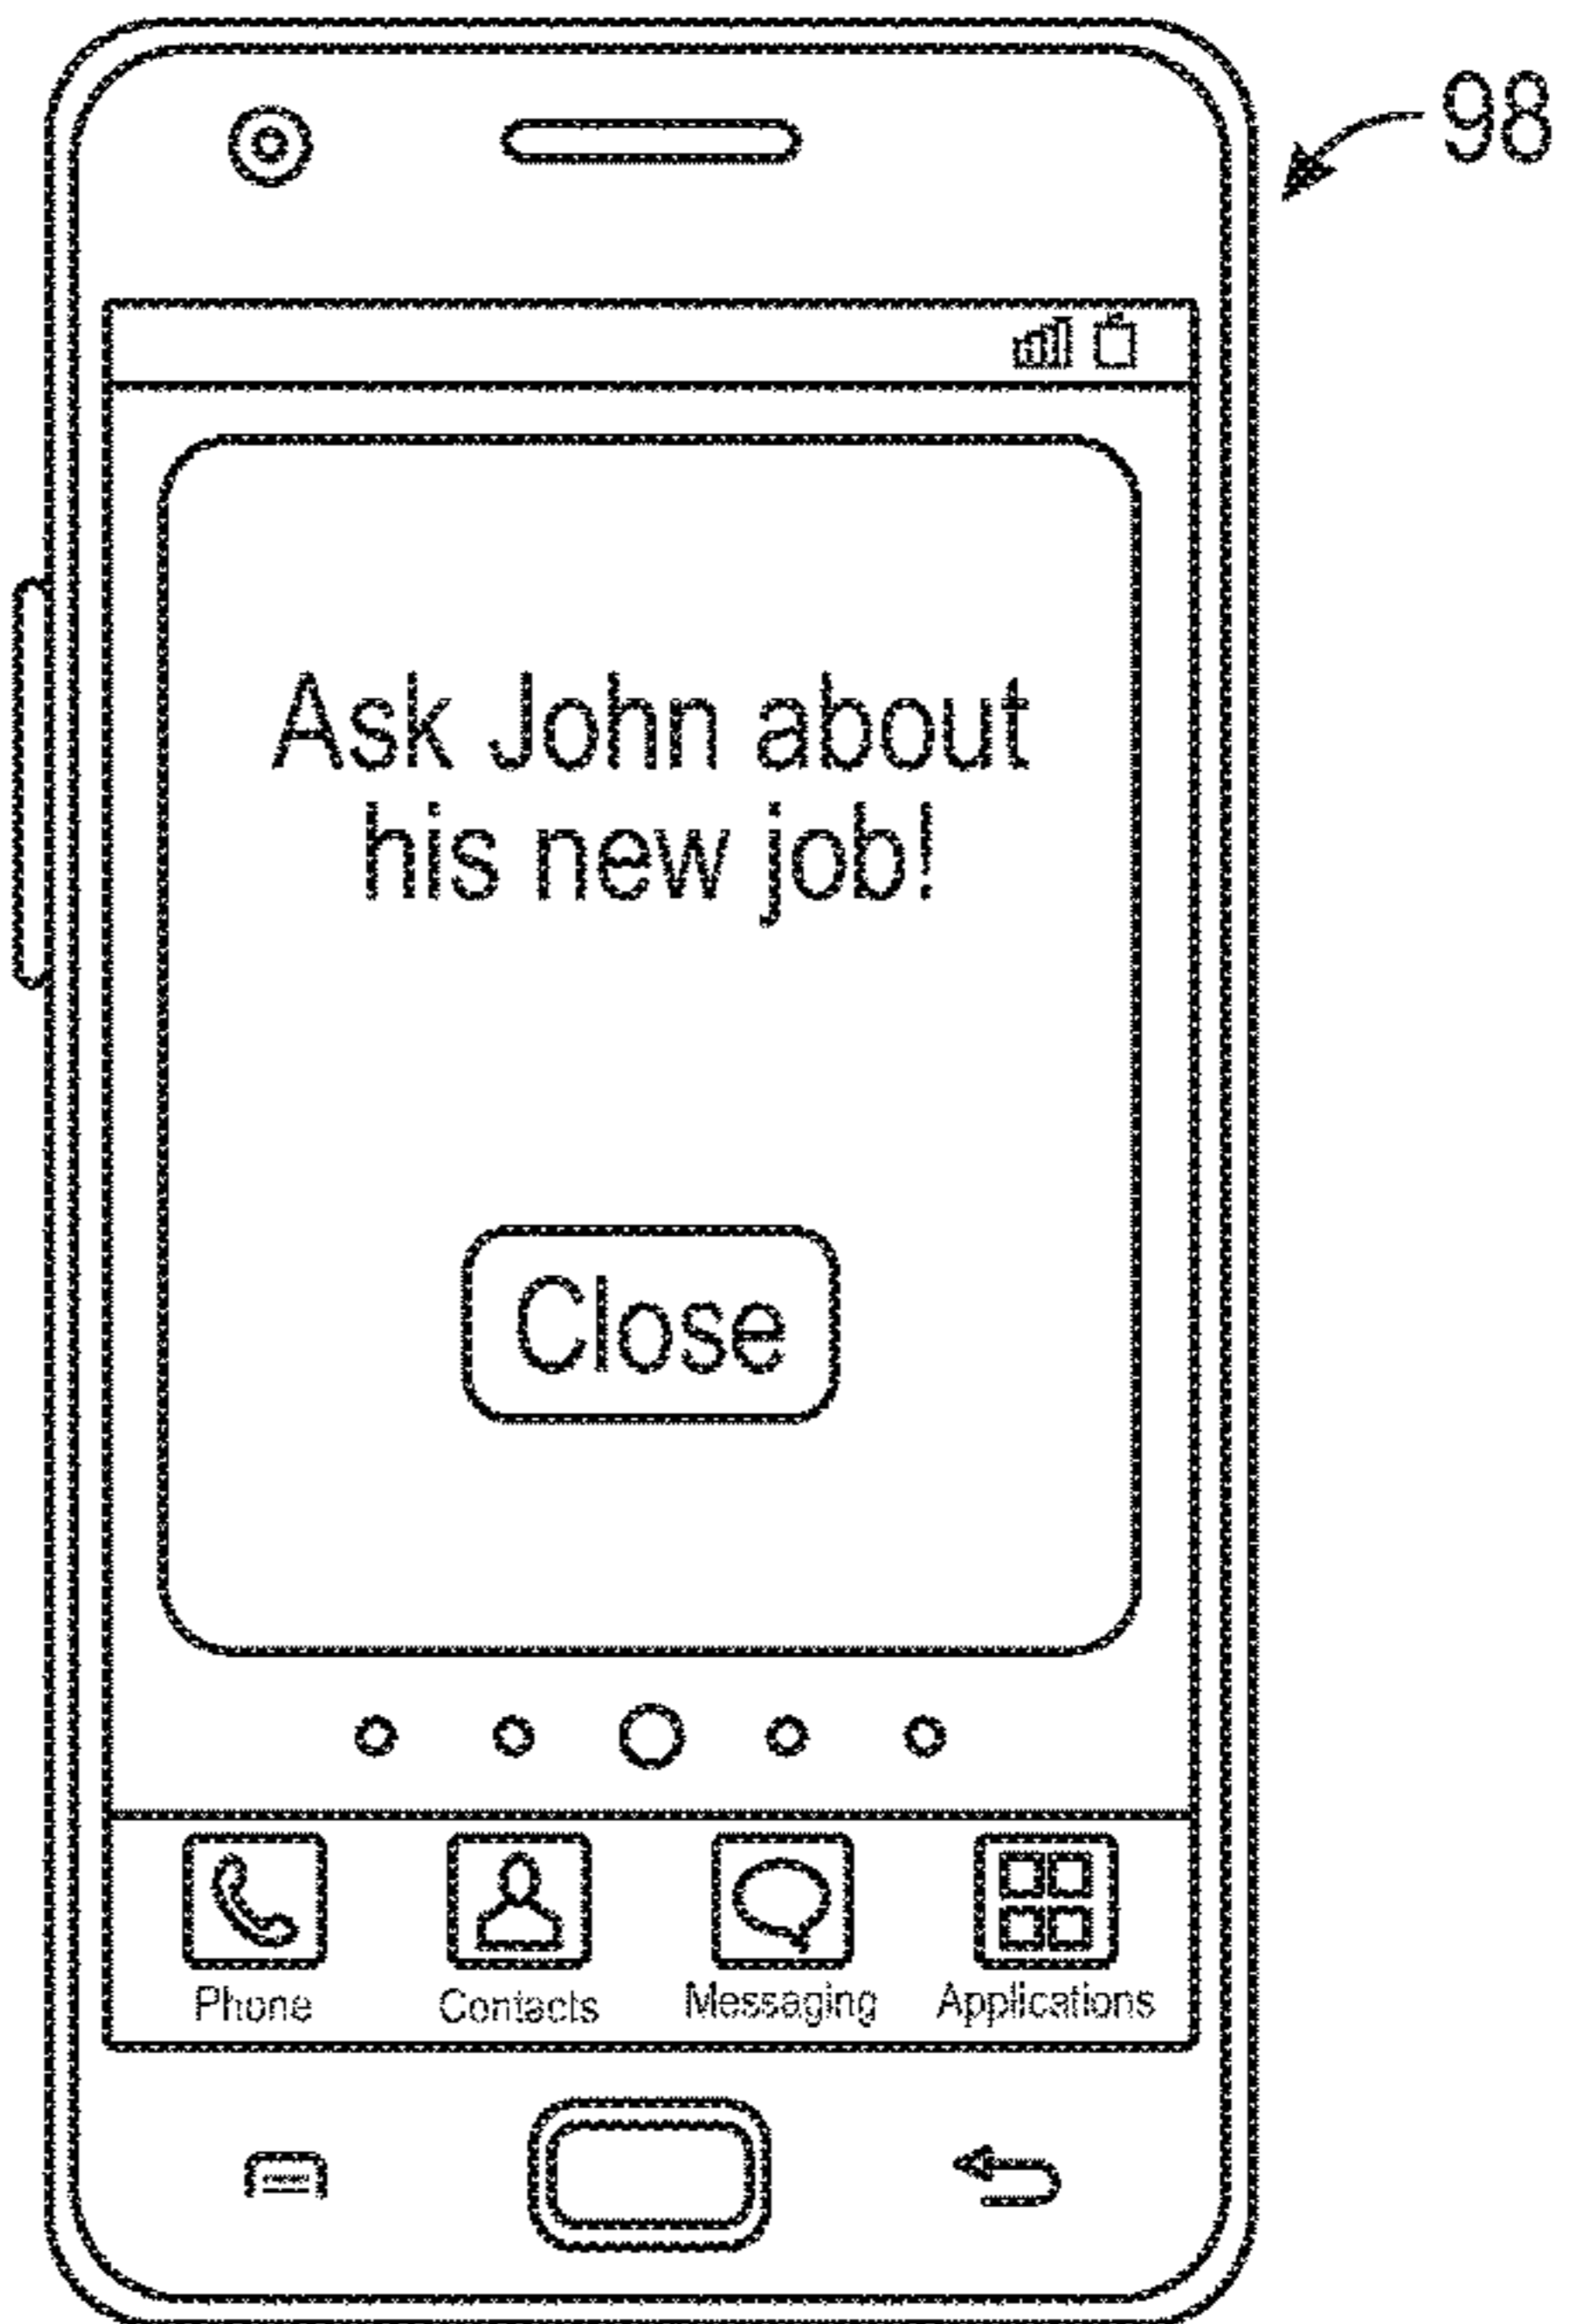 98
Ask John about
his new job!
Close
Phone Contacts Messaging Applications